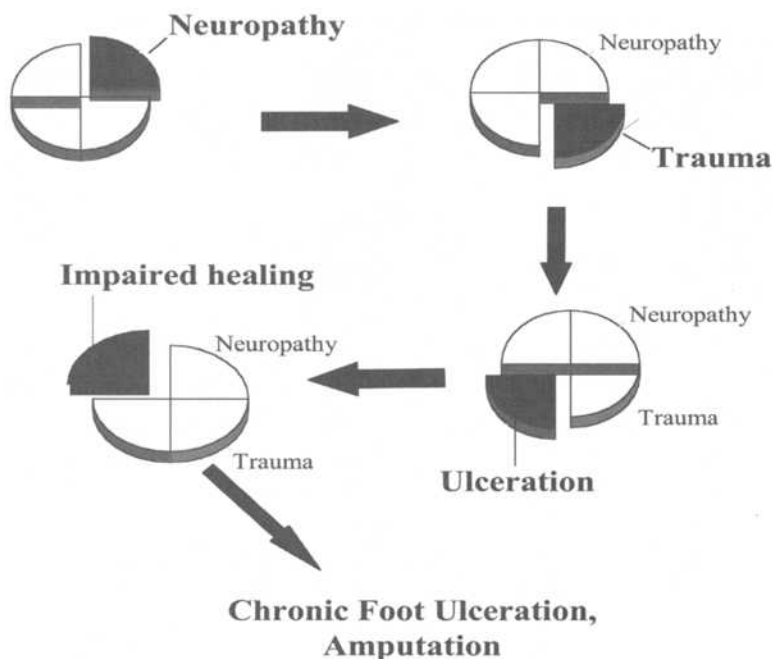 Neuropathy
Neuropathy
Trauma
Impaired healing
Neuropathy
Neuropathy
Trauma
Trauma
Ulceration
Chronic Foot Ulceration,
Amputation